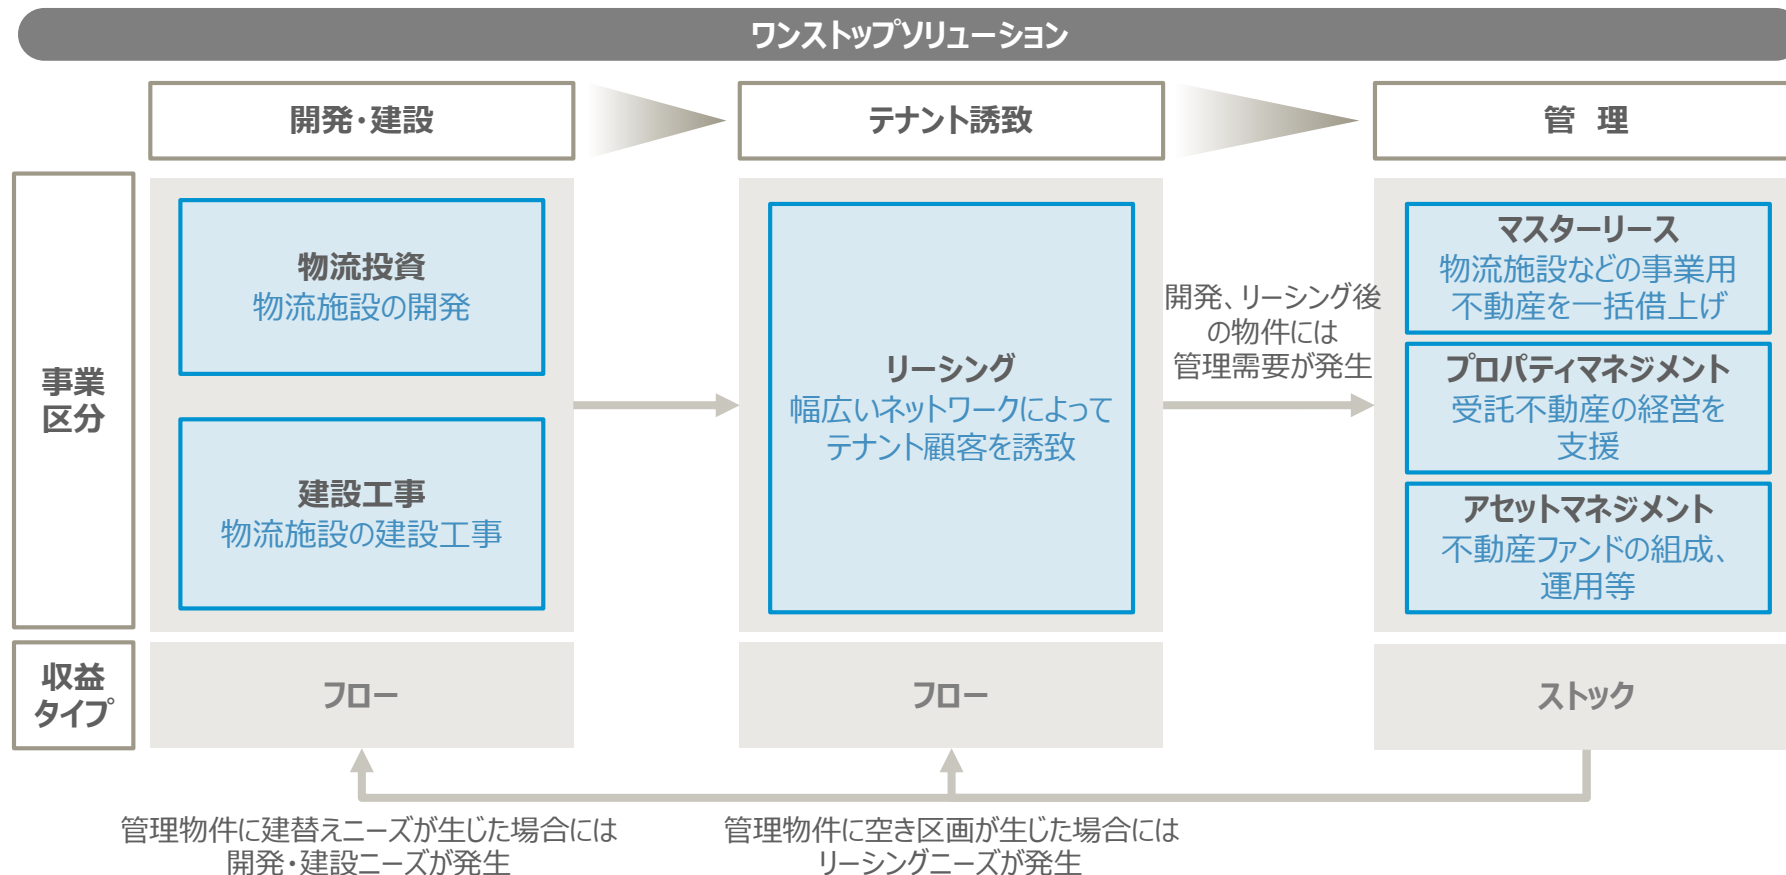 ワンストップソリューション
開発・建設
テナント誘致
管 理
事業
区分
物流投資
物流施設の開発
建設工事
物流施設の建設工事
リーシング
幅広いネットワークによって
テナント顧客を誘致
開発、リーシング後
の物件には
管理需要が発生
マスターリース
物流施設などの事業用
不動産を一括借上げ
プロパティマネジメント
受託不動産の経営を
支援
アセットマネジメント
不動産ファンドの組成、
運用等
収益
タイプ
フロー
フロー
ストック
管理物件に建替えニーズが生じた場合には
開発・建設ニーズが発生
管理物件に空き区画が生じた場合には
リーシングニーズが発生